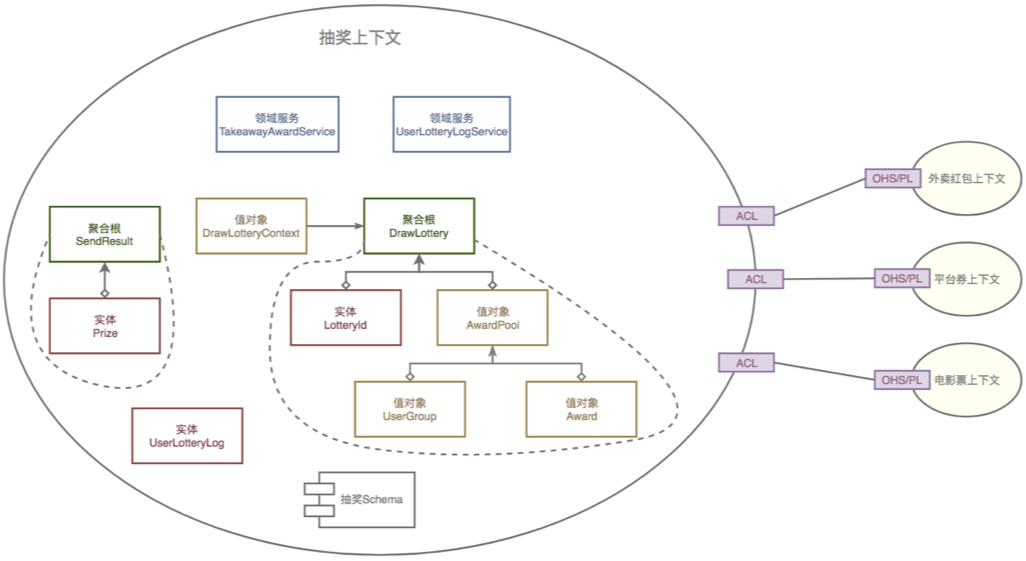 抽奖上下文
领域服务
TakeawayAwardService
领域服务
UserLotteryLogService
OHS/PL
外卖红包上下文
ACL
聚合根
SendResult
值对象
DrawLotteryContext
聚合根
DrawLottery
ACL
OHS/PL
平台券上下文
实体
Prize
实体
LotteryId
值对象
AwardPool
ACL
OHS/PL
电影票上下文
值对象
UserGroup
值对象
Award
实体
UserLotteryLog
抽奖Schema